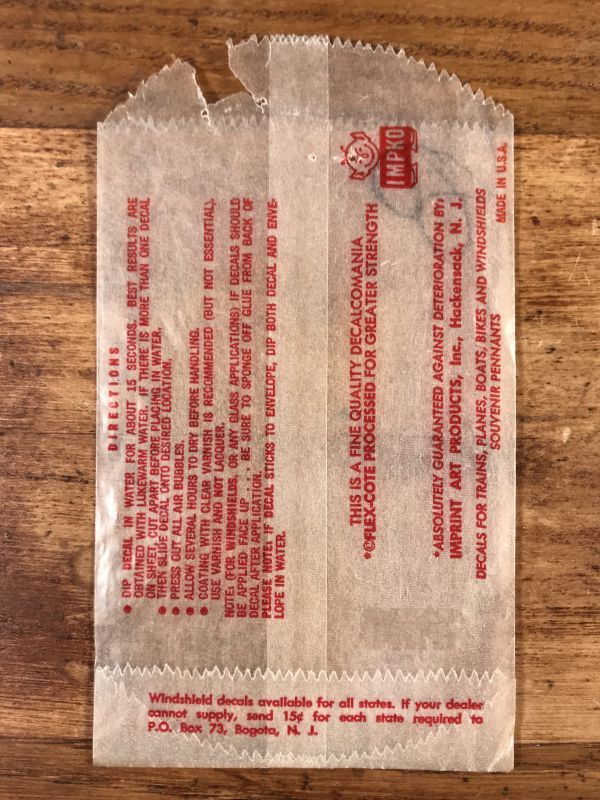 DIRECTIONS
● DIP DECAL IN WATER FOR ABOUT 15 SECONDS. BEST RESULTS ARE
OBTAINED WITH LUKEWARM WATER. IF THERE IS MORE THAN ONE DECAL
ON SHEET, CUT APART BEFORE PLACING IN WATER.
● THEN SLIDE DECAL ONTO DESIRED LOCATION.
● PRESS OUT ALL AIR BUBBLES.
● ALLOW SEVERAL HOURS TO DRY BEFORE HANDLING.
● COATING WITH CLEAR VARNISH IS RECOMMENDED (BUT NOT ESSENTIAL),
USE VARNISH AND NOT LACQUER.
NOTE: (FOR WINDSHIELDS, OR ANY GLASS APPLICATIONS) IF DECALS SHOULD
BE APPLIED FACE UP . . . . BE SURE TO SPONGE OFF GLUE FROM BACK OF
DECAL AFTER APPLICATION.
PLEASE NOTE: IF DECAL STICKS TO ENVELOPE, DIP BOTH DECAL AND ENVE-
LOPE IN WATER.
IMPKO
THIS IS A FINE QUALITY DECALCOMANIA
*©FLEX-COTE PROCESSED FOR GREATER STRENGTH
*ABSOLUTELY GUARANTEED AGAINST DETERIORATION BY:
IMPRINT ART PRODUCTS, Inc., Hackensack, N. J.
DECALS FOR TRAINS, PLANES, BOATS, BIKES AND WINDSHIELDS
SOUVENIR PENNANTS
MADE IN U.S.A.
Windshield decals available for all states. If your dealer
cannot supply, send 15¢ for each state required to
P.O. Box 73, Bogota, N. J.